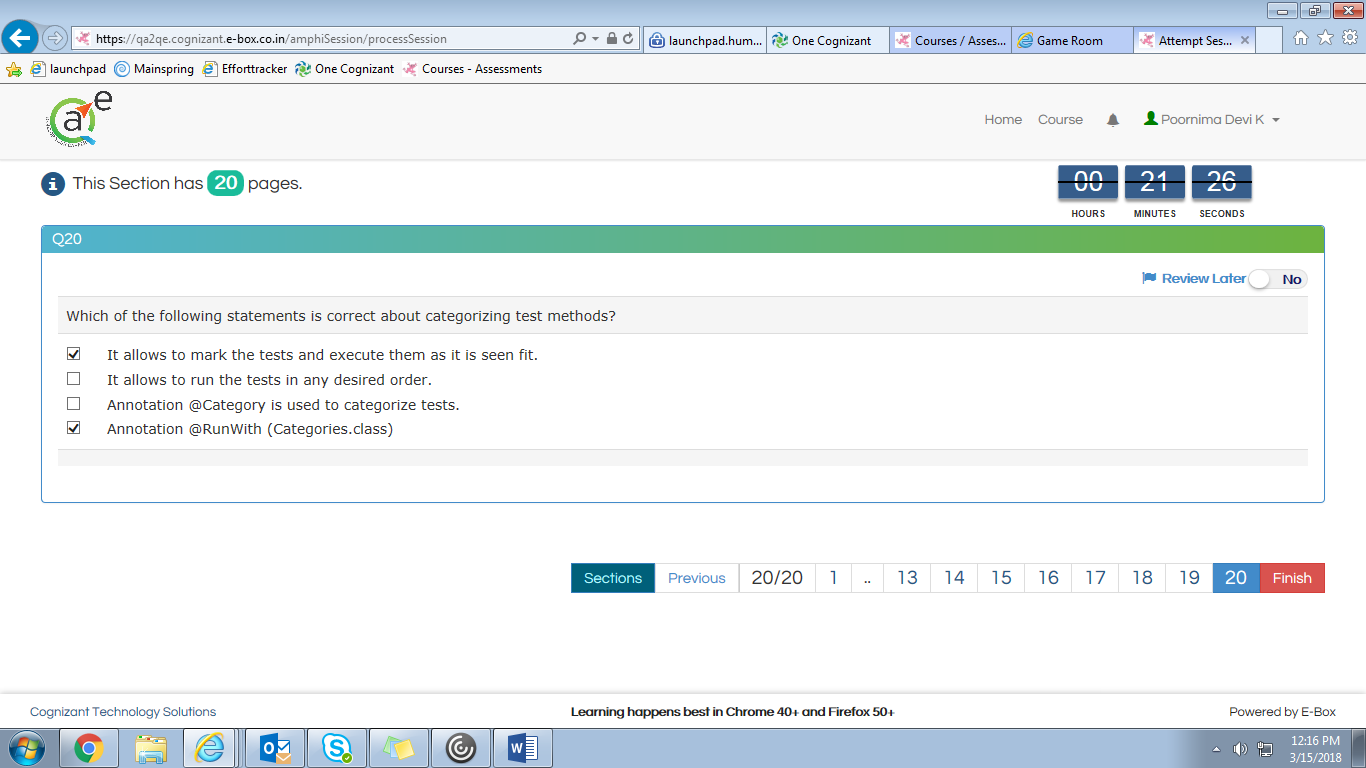 https://qa2qe.cognizant.e-box.co.in/amphiSession/processSession
launchpad.hum...
One Cognizant
Courses / Asses...
Game Room
Attempt Ses...
launchpad
Mainspring
Efforttracker
One Cognizant
Courses - Assessments
a e
Home
Course
Poornima Devi K
This Section has 20 pages.
00 21 26
HOURS MINUTES SECONDS
Q20
Review Later No
Which of the following statements is correct about categorizing test methods?
It allows to mark the tests and execute them as it is seen fit.
It allows to run the tests in any desired order.
Annotation @Category is used to categorize tests.
Annotation @RunWith (Categories.class)
Sections Previous 20/20 1 .. 13 14 15 16 17 18 19 20 Finish
Cognizant Technology Solutions
Learning happens best in Chrome 40+ and Firefox 50+
Powered by E-Box
12:16 PM
3/15/2018